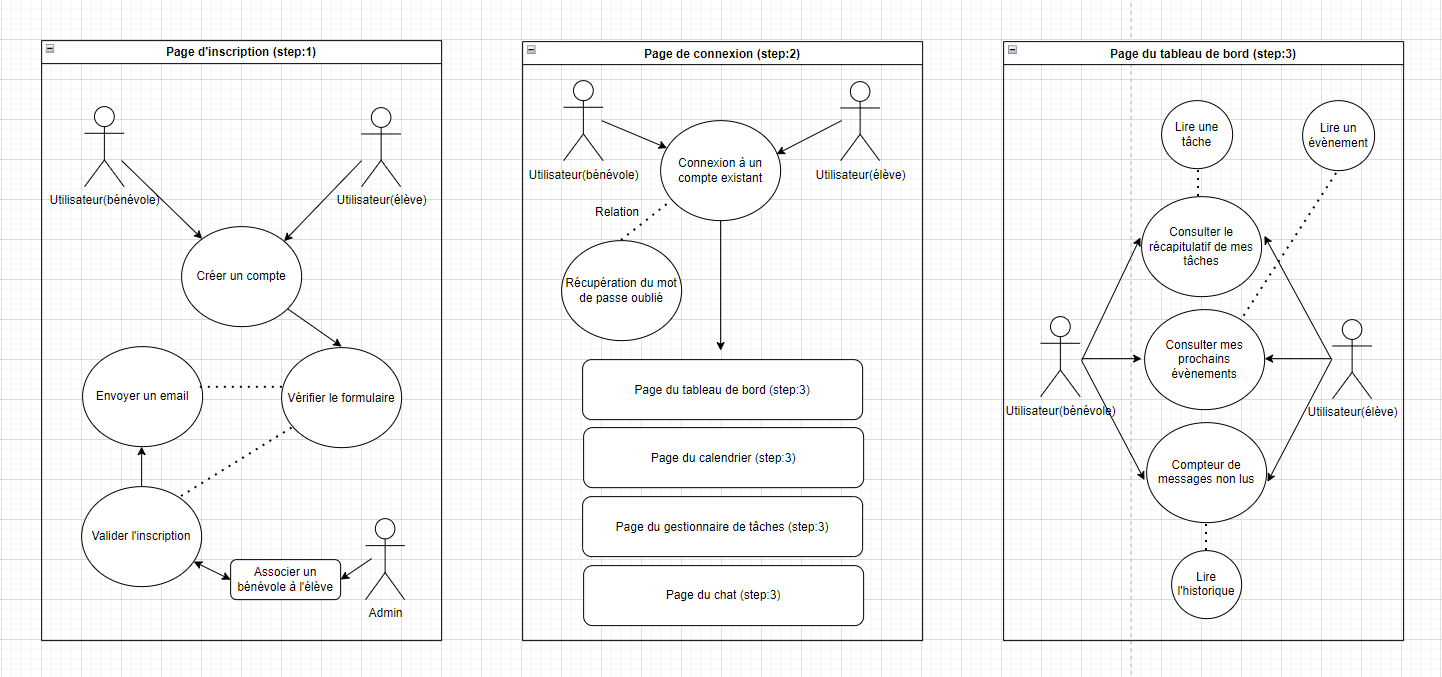 Page d'inscription (step:1)
Utilisateur(bénévole)
Utilisateur(élève)
Créer un compte
Envoyer un email
Vérifier le formulaire
Valider l'inscription
Associer un
bénévole à l'élève
Admin
Page de connexion (step:2)
Utilisateur(bénévole)
Utilisateur(élève)
Connexion à un
compte existant
Relation
Récupération du mot
de passe oublié
Page du tableau de bord (step:3)
Page du calendrier (step:3)
Page du gestionnaire de tâches (step:3)
Page du chat (step:3)
Page du tableau de bord (step:3)
Lire une
tâche
Lire un
évènement
Consulter le
récapitulatif de mes
tâches
Consulter mes
prochains
évènements
Utilisateur(bénévole)
Utilisateur(élève)
Compteur de
messages non lus
Lire
l'historique